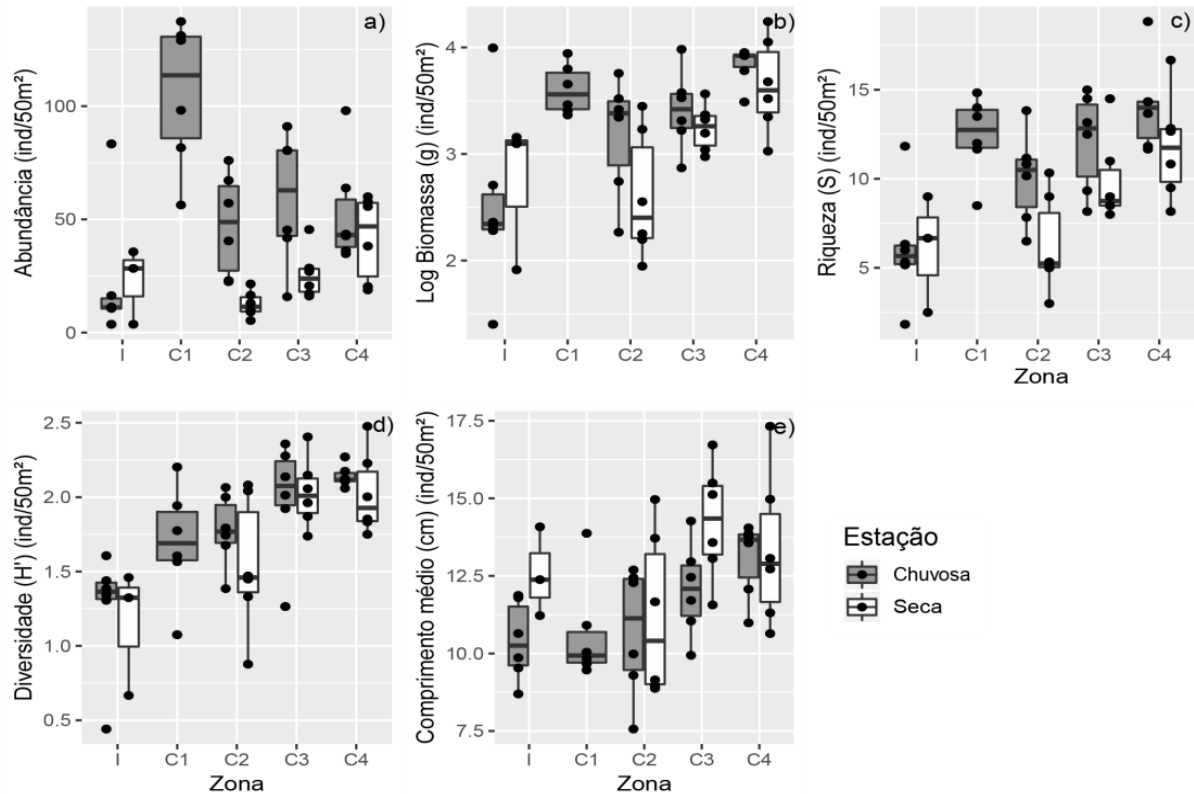 a)
Abundância (ind/50m²)
100
50
0
I C1 C2 C3 C4
b)
Log Biomassa (g) (ind/50m²)
4
3
2
I C1 C2 C3 C4
c)
Riqueza (S) (ind/50m²)
15
10
5
I C1 C2 C3 C4
Zona
d)
Diversidade (H') (ind/50m²)
2.5
2.0
1.5
1.0
0.5
I C1 C2 C3 C4
Zona
e)
Comprimento médio (cm) (ind/50m²)
17.5
15.0
12.5
10.0
7.5
I C1 C2 C3 C4
Zona
Estação
Chuvosa
Seca